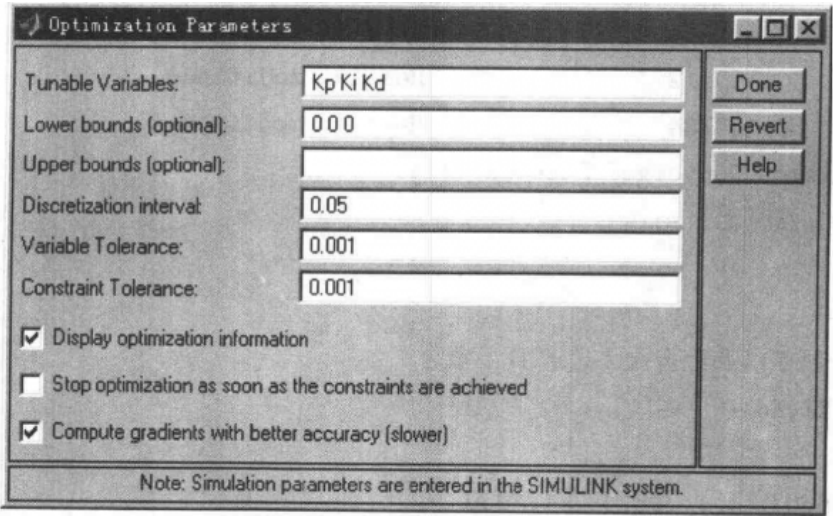 Optimization Parameters
Tunable Variables: Kp Ki Kd Done
Lower bounds (optional): 0 0 0 Revert
Upper bounds (optional): Help
Discretization interval: 0.05
Variable Tolerance: 0.001
Constraint Tolerance: 0.001
Display optimization information
Stop optimization as soon as the constraints are achieved
Compute gradients with better accuracy (slower)
Note: Simulation parameters are entered in the SIMULINK system.